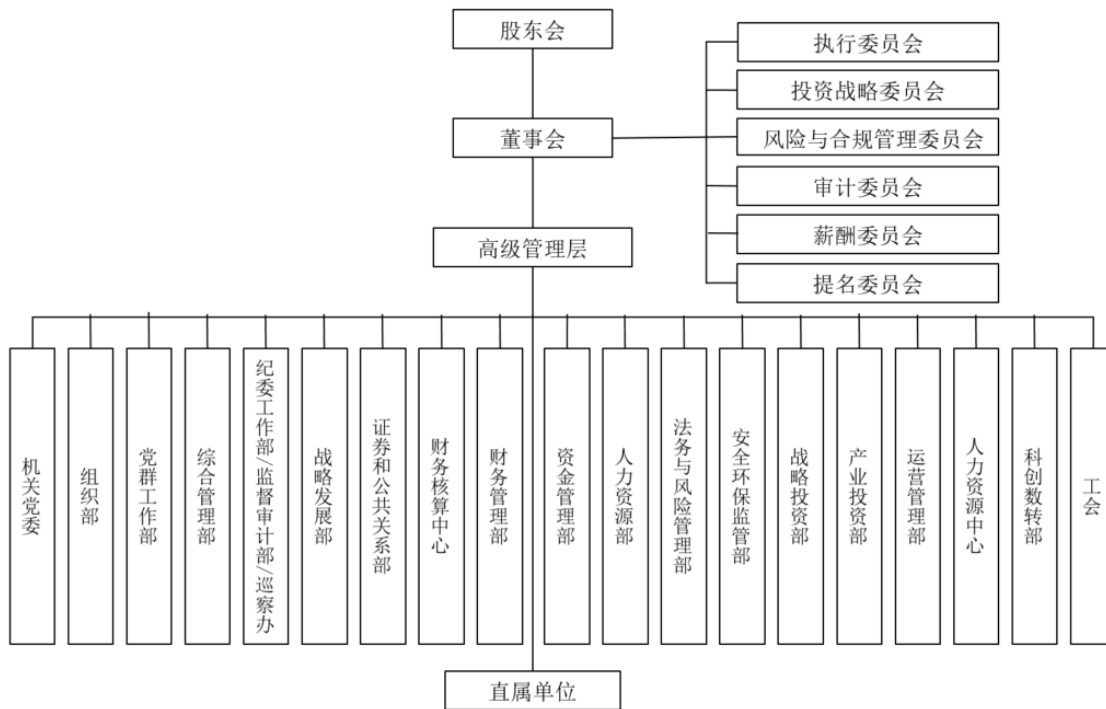 股东会
执行委员会
投资战略委员会
董事会
风险与合规管理委员会
审计委员会
薪酬委员会
高级管理层
提名委员会
机关党委
组织部
党群工作部
综合管理部
纪委工作部/监督审计部/巡察办
战略发展部
证券和公共关系部
财务核算中心
财务管理部
资金管理部
人力资源部
法务与风险管理部
安全环保监管部
战略投资部
产业投资部
运营管理部
人力资源中心
科创数转部
工会
直属单位